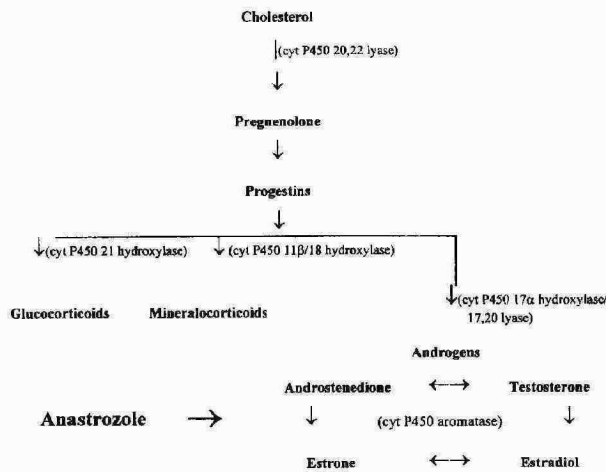 Cholesterol
(cyt P450 20,22 lyase)
Pregnenolone
Progestins
(cyt P450 21 hydroxylase) (cyt P450 11β/18 hydroxylase)
(cyt P450 17α hydroxylase/
17,20 lyase)
Glucocorticoids Mineralocorticoids
Androgens
Androstenedione Testosterone
Anastrozole (cyt P450 aromatase)
Estrone Estradiol